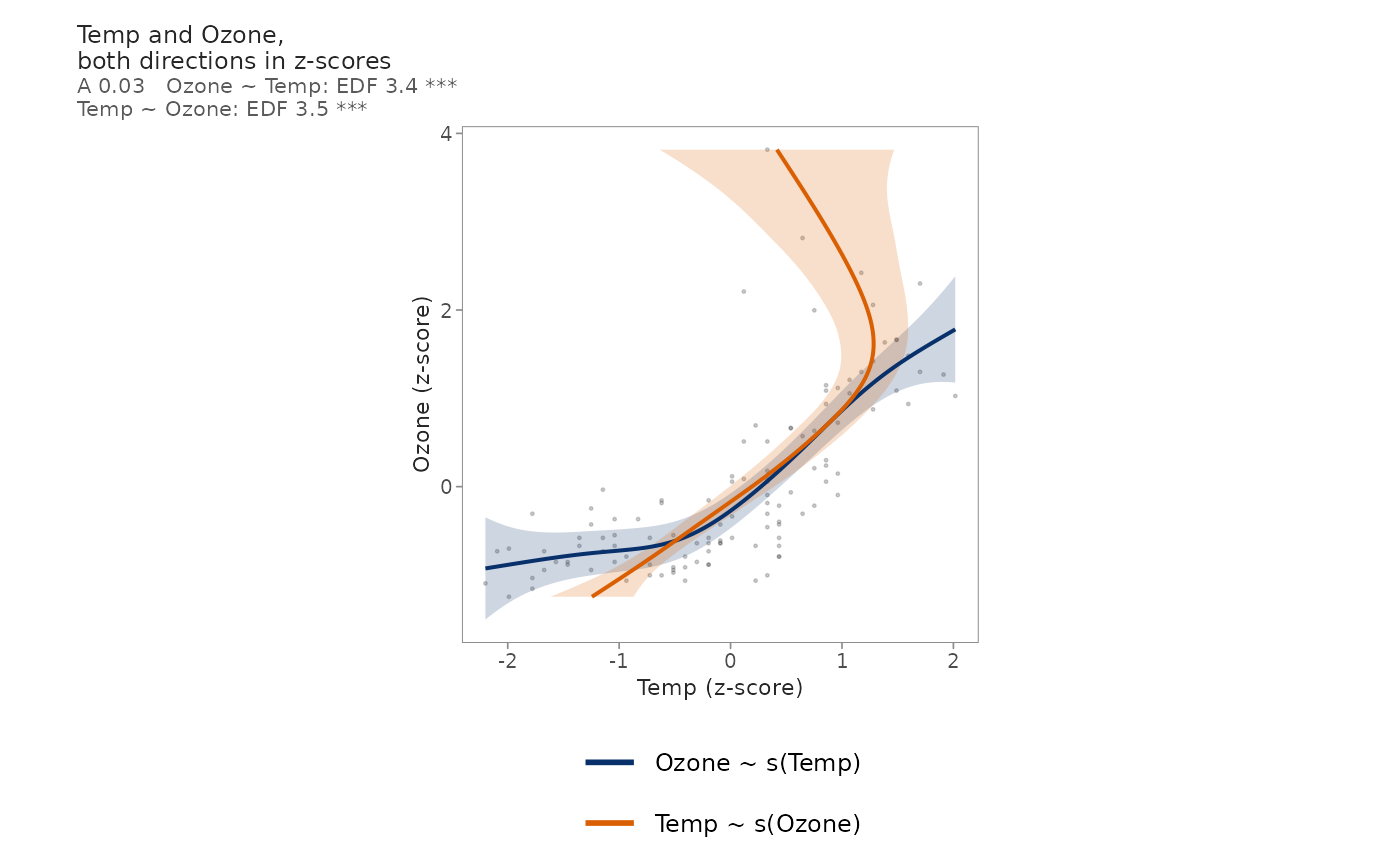 Temp and Ozone,
both directions in z-scores
A 0.03   Ozone ~ Temp: EDF 3.4 ***
Temp ~ Ozone: EDF 3.5 ***
4
2
0
Ozone (z-score)
-2 -1 0 1 2
Temp (z-score)
Ozone ~ s(Temp)
Temp ~ s(Ozone)